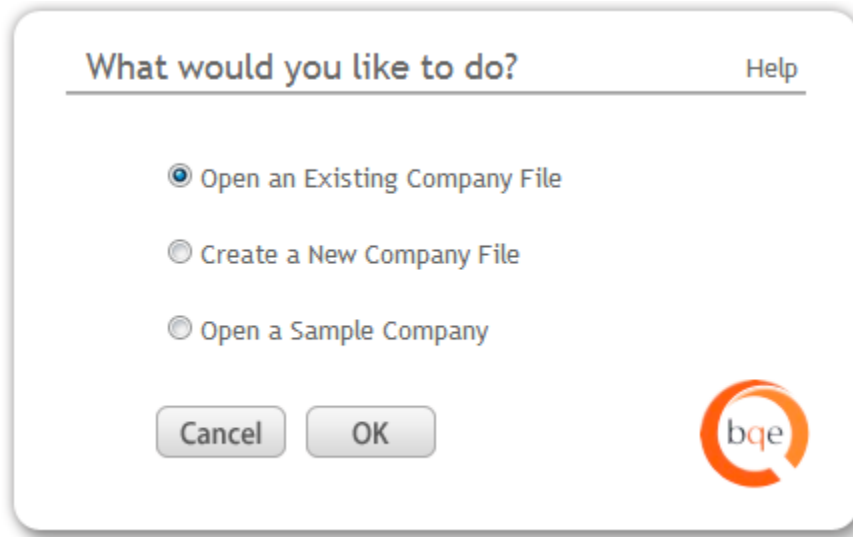 What would you like to do?
Help
Open an Existing Company File
Create a New Company File
Open a Sample Company
Cancel
OK
bqe